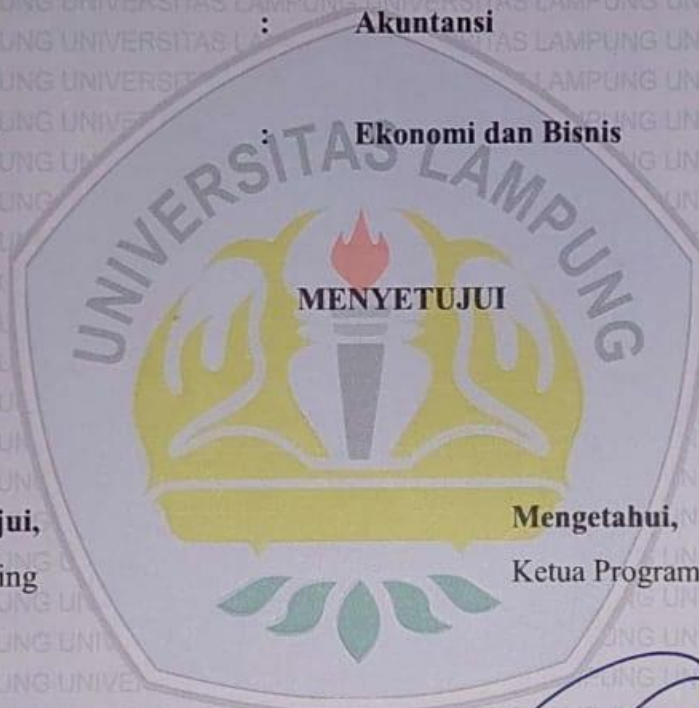 : Akuntansi
: Ekonomi dan Bisnis
UNIVERSITAS LAMPUNG
MENYETUJUI
jui, Mengetahui,
ing Ketua Program